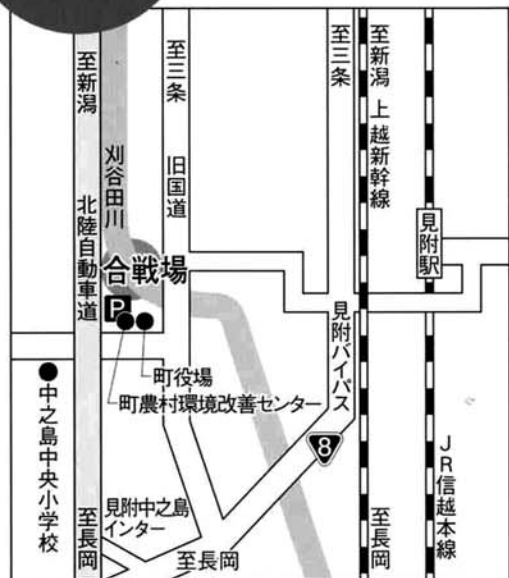 至新潟
北陸自動車道
至長岡
刈谷田川
至三条
旧国道
至三条
見附バイパス
至新潟
上越新幹線
至長岡
見附駅
JR信越本線
合戦場
P
町役場
町農村環境改善センター
中之島中央小学校
8
見附中之島
インター
至長岡